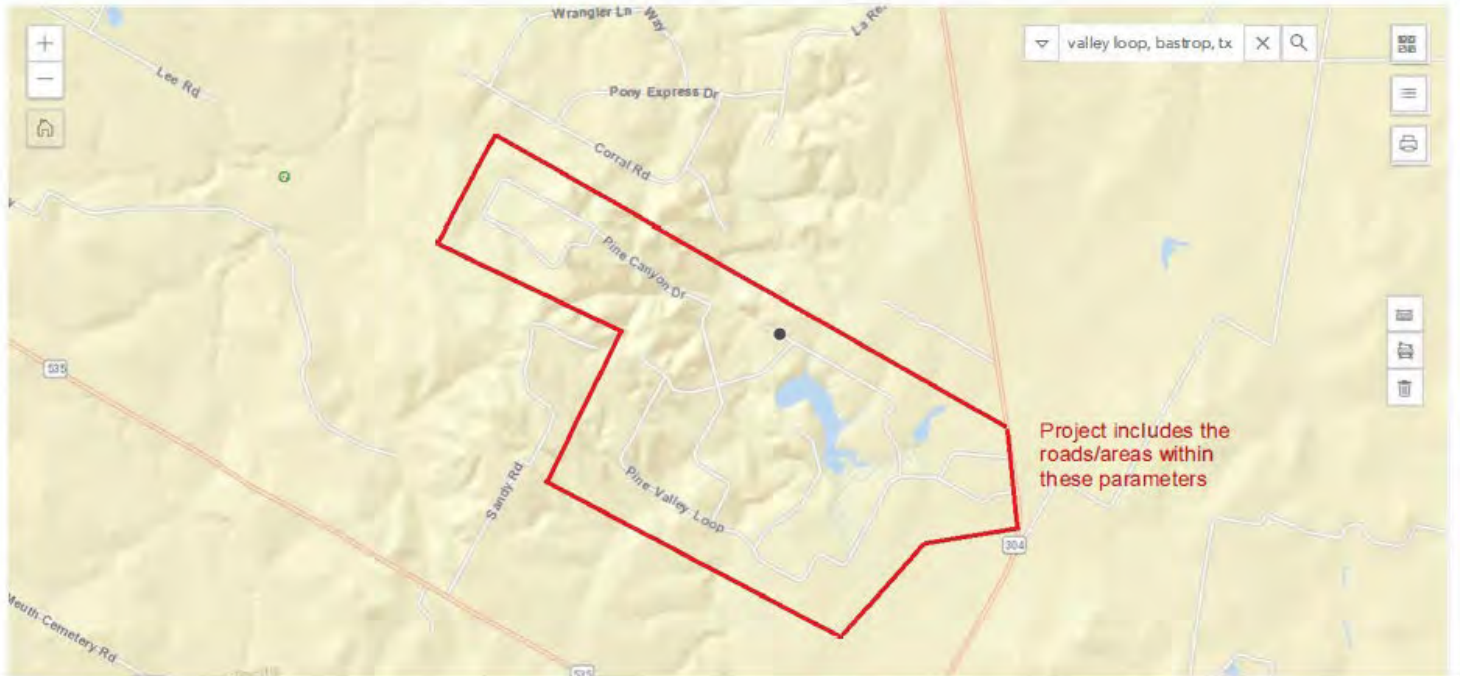 Wrangler Ln
Way
La Re
valley loop, bastrop, tx
Lee Rd
Pony Express Dr
Corral Rd
Pine Canyon Dr
535
Project includes the
roads/areas within
these parameters
Sandy Rd
Pine Valley Loop
304
Meuth Cemetery Rd
535